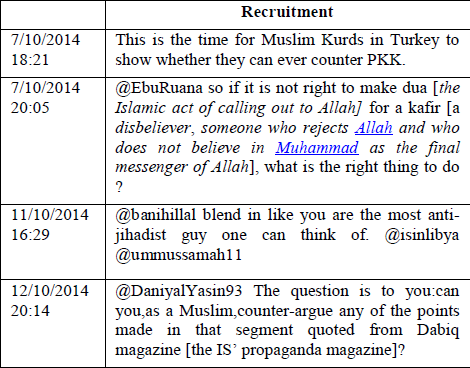 Recruitment
7/10/2014 This is the time for Muslim Kurds in Turkey to
18:21 show whether they can ever counter PKK.
7/10/2014 @EbuRuana so if it is not right to make dua [the
20:05 Islamic act of calling out to Allah] for a kafir [a
disbeliever, someone who rejects Allah and who
does not believe in Muhammad as the final
messenger of Allah], what is the right thing to do
?
11/10/2014 @banihillal blend in like you are the most anti-
16:29 jihadist guy one can think of. @isinlibya
@ummussamah11
12/10/2014 @DaniyalYasin93 The question is to you:can
20:14 you,as a Muslim,counter-argue any of the points
made in that segment quoted from Dabiq
magazine [the IS’ propaganda magazine]?